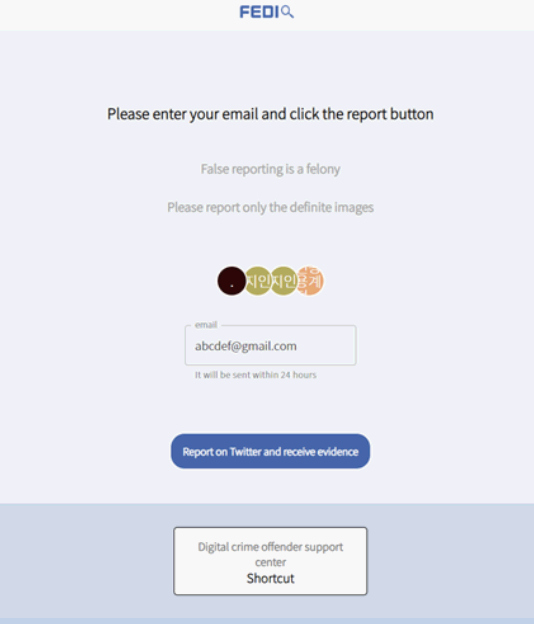 FEDI
Please enter your email and click the report button
False reporting is a felony
Please report only the definite images
.
지인
지인
용계
email
abcdef@gmail.com
It will be sent within 24 hours
Report on Twitter and receive evidence
Digital crime offender support
center
Shortcut